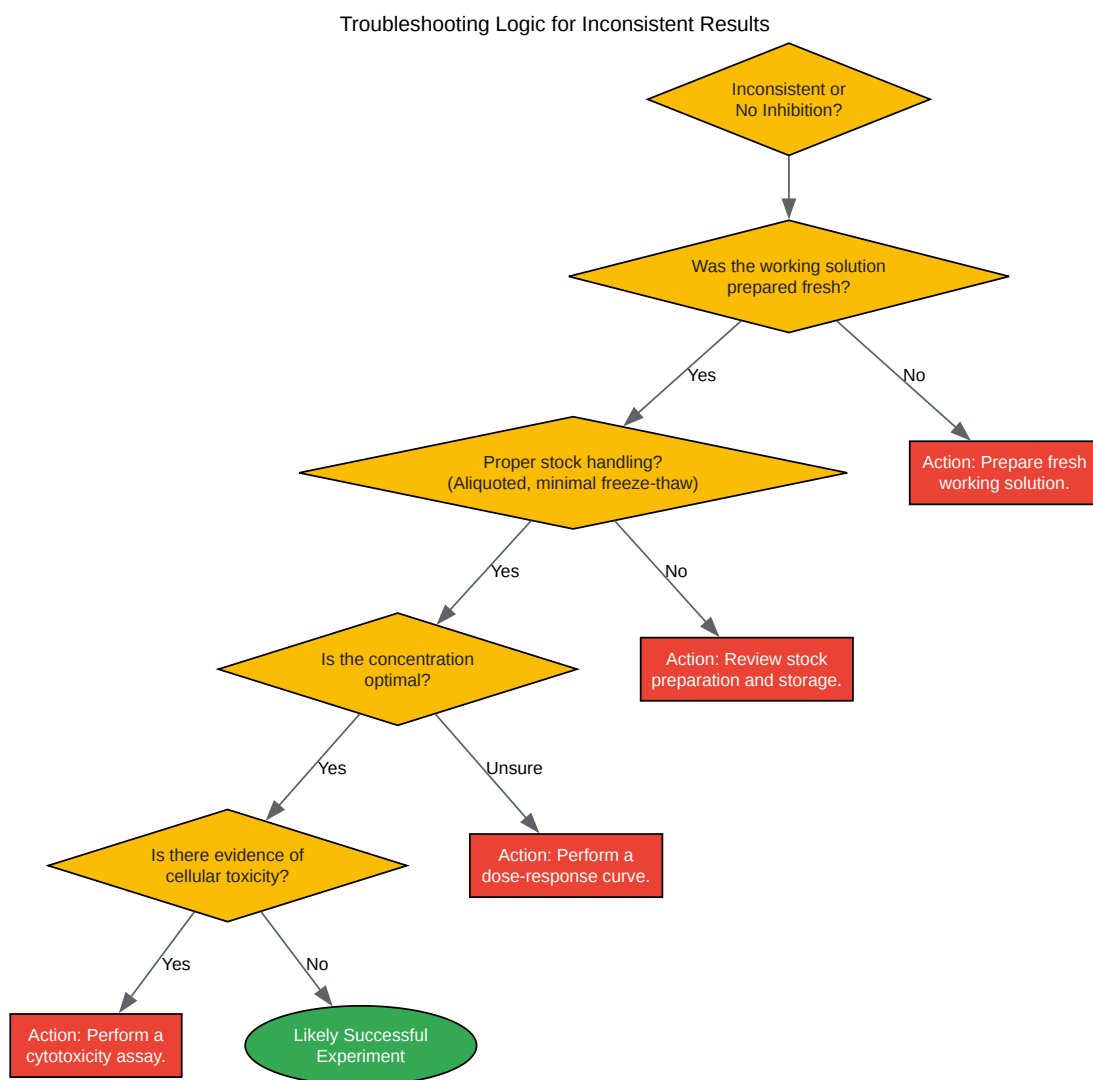 Troubleshooting Logic for Inconsistent Results
Inconsistent or
No Inhibition?
Was the working solution
prepared fresh?
Yes
No
Proper stock handling?
(Aliquoted, minimal freeze-thaw)
Action: Prepare fresh
working solution.
Yes
No
Is the concentration
optimal?
Action: Review stock
preparation and storage.
Yes
Unsure
Is there evidence of
cellular toxicity?
Action: Perform a
dose-response curve.
Yes
No
Action: Perform a
cytotoxicity assay.
Likely Successful
Experiment